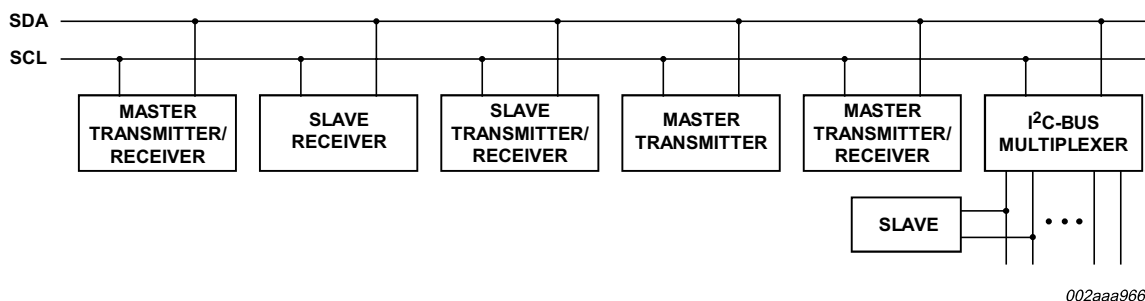 SDA
SCL
MASTER
TRANSMITTER/
RECEIVER
SLAVE
RECEIVER
SLAVE
TRANSMITTER/
RECEIVER
MASTER
TRANSMITTER
MASTER
TRANSMITTER/
RECEIVER
I²C-BUS
MULTIPLEXER
SLAVE
002aaa966